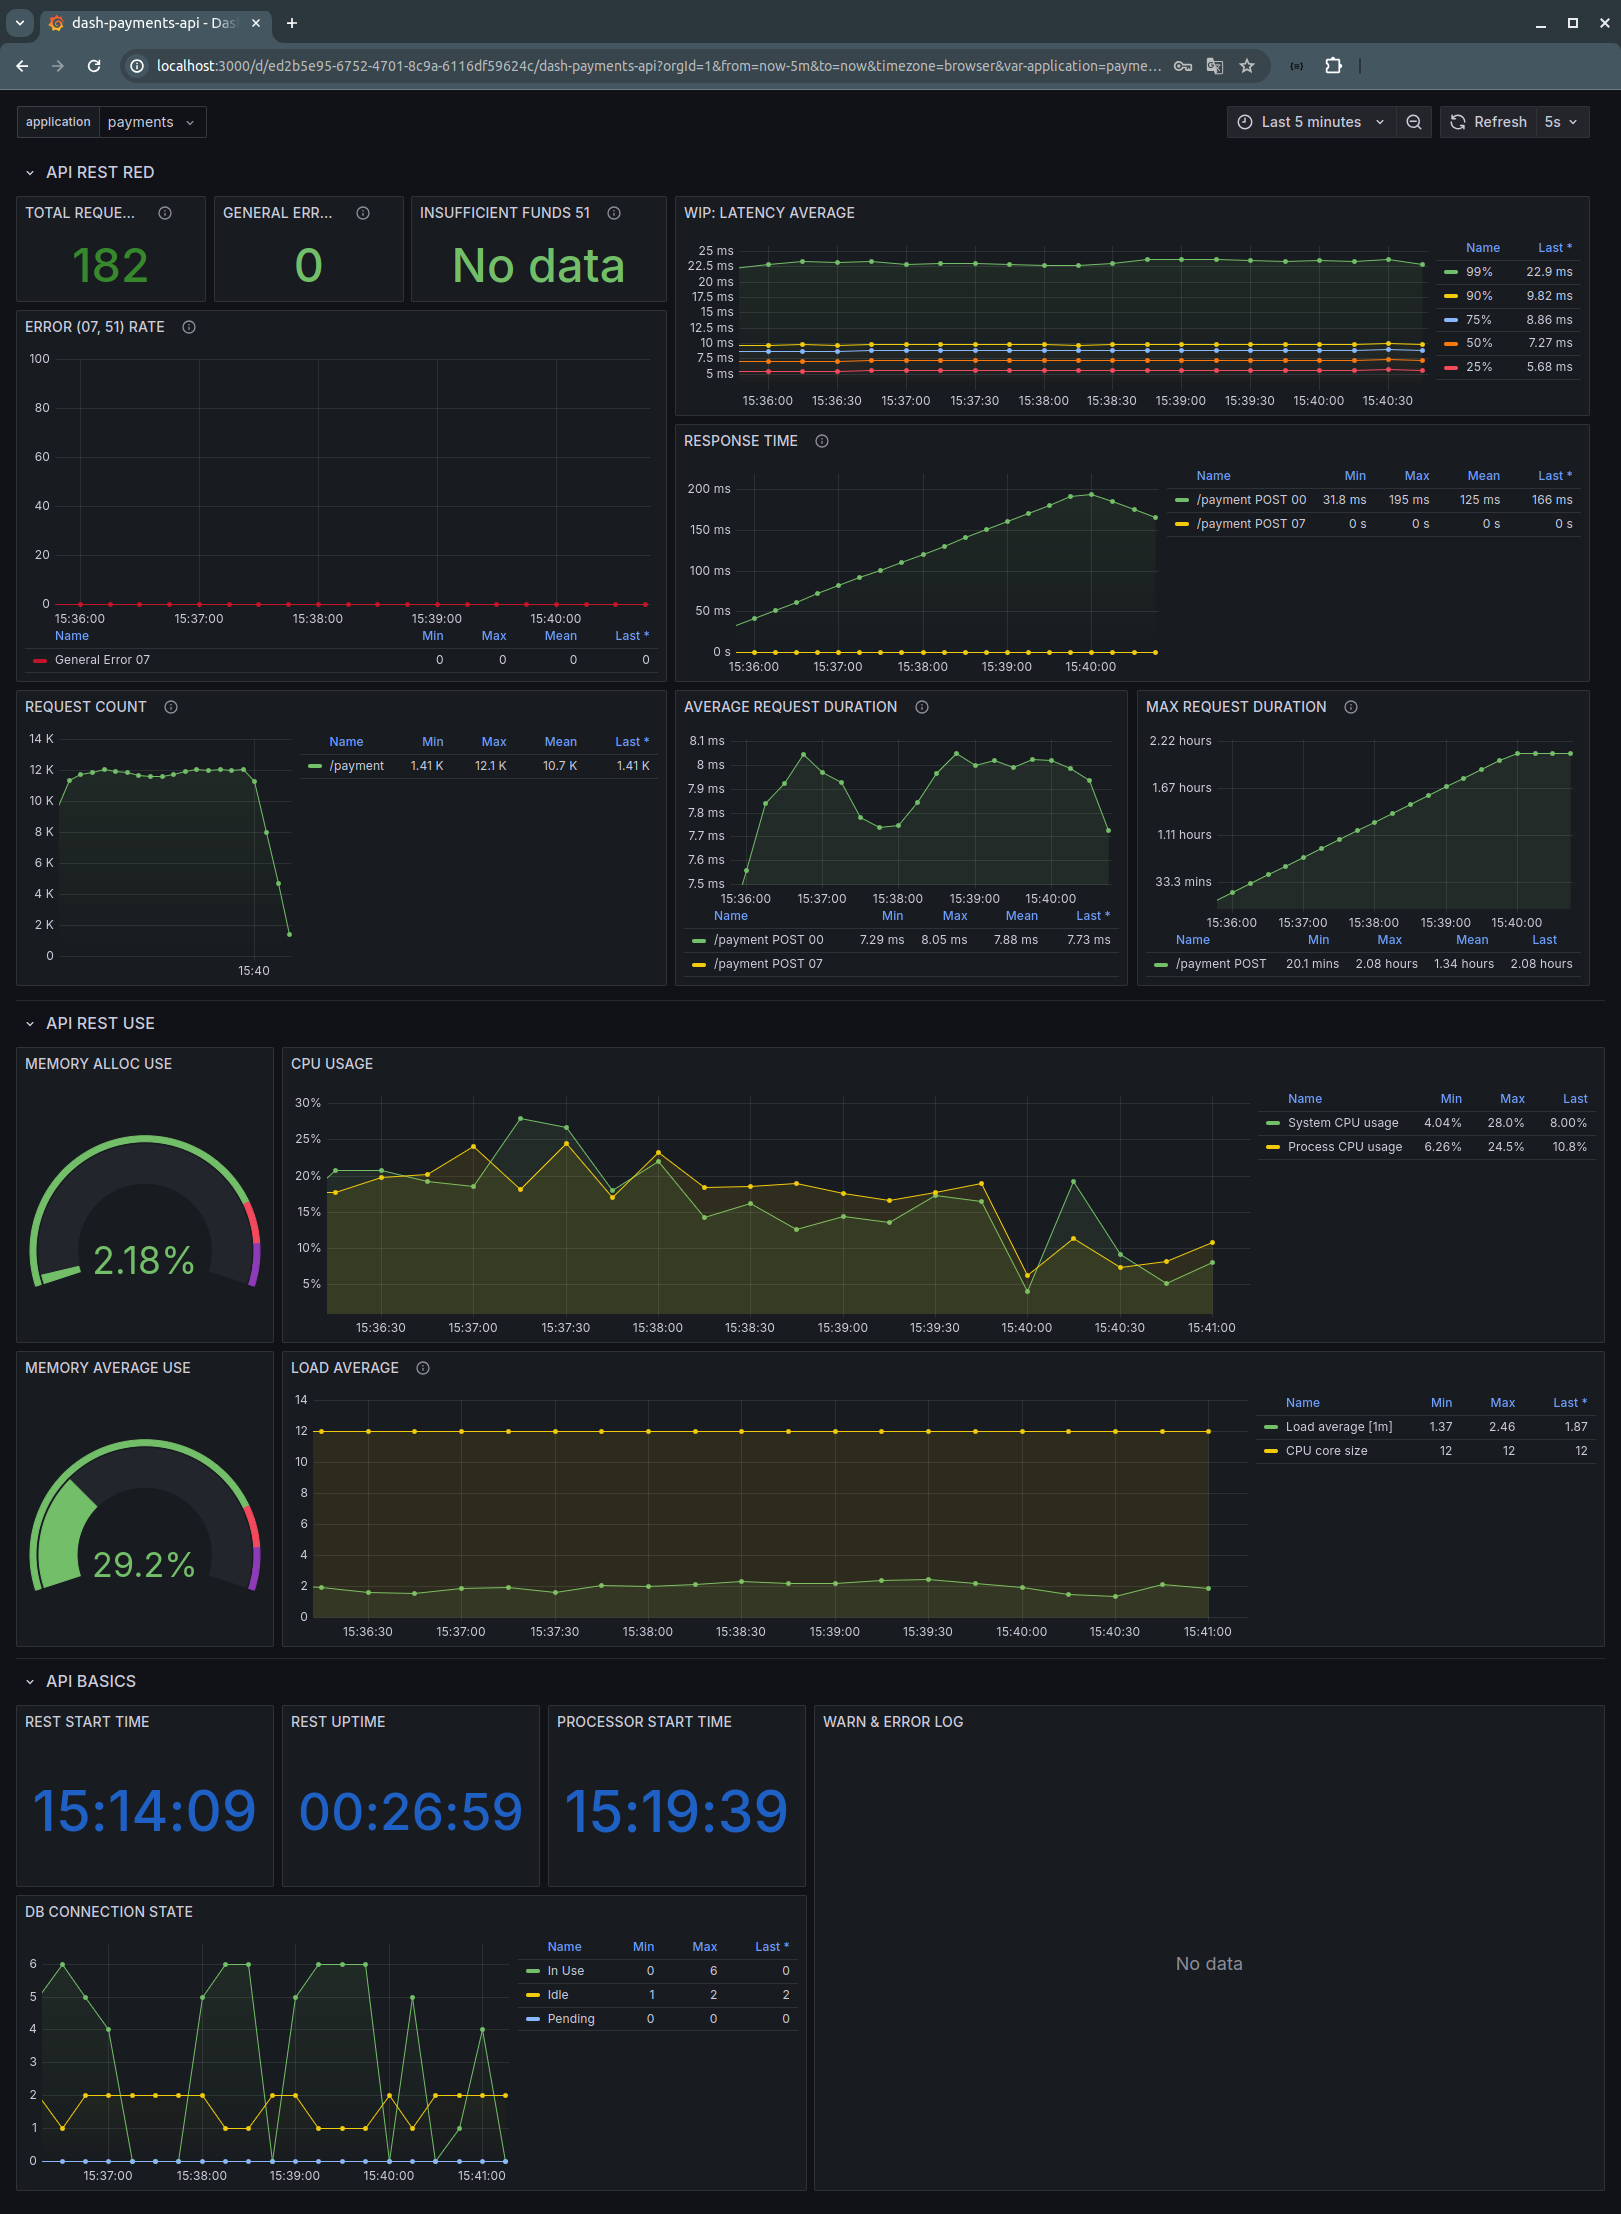 dash-payments-api - Das
localhost:3000/d/ed2b5e95-6752-4701-8c9a-6116df59624c/dash-payments-api?orgId=1&from=now-5m&to=now&timezone=browser&var-application=payme...
application payments
Last 5 minutes Refresh 5s
API REST RED
TOTAL REQUE...
182
GENERAL ERR...
0
INSUFFICIENT FUNDS 51
No data
WIP: LATENCY AVERAGE
25 ms
22.5 ms
20 ms
17.5 ms
15 ms
12.5 ms
10 ms
7.5 ms
5 ms
15:36:00 15:36:30 15:37:00 15:37:30 15:38:00 15:38:30 15:39:00 15:39:30 15:40:00 15:40:30
Name Last *
99% 22.9 ms
90% 9.82 ms
75% 8.86 ms
50% 7.27 ms
25% 5.68 ms
ERROR (07, 51) RATE
100
80
60
40
20
0
15:36:00 15:37:00 15:38:00 15:39:00 15:40:00
Name Min Max Mean Last *
General Error 07 0 0 0 0
RESPONSE TIME
200 ms
150 ms
100 ms
50 ms
0 s
15:36:00 15:37:00 15:38:00 15:39:00 15:40:00
Name Min Max Mean Last *
/payment POST 00 31.8 ms 195 ms 125 ms 166 ms
/payment POST 07 0 s 0 s 0 s 0 s
REQUEST COUNT
14 K
12 K
10 K
8 K
6 K
4 K
2 K
0
15:40
Name Min Max Mean Last *
/payment 1.41 K 12.1 K 10.7 K 1.41 K
AVERAGE REQUEST DURATION
8.1 ms
8 ms
7.9 ms
7.8 ms
7.7 ms
7.6 ms
7.5 ms
15:36:00 15:37:00 15:38:00 15:39:00 15:40:00
Name Min Max Mean Last *
/payment POST 00 7.29 ms 8.05 ms 7.88 ms 7.73 ms
/payment POST 07
MAX REQUEST DURATION
2.22 hours
1.67 hours
1.11 hours
33.3 mins
15:36:00 15:37:00 15:38:00 15:39:00 15:40:00
Name Min Max Mean Last
/payment POST 20.1 mins 2.08 hours 1.34 hours 2.08 hours
API REST USE
MEMORY ALLOC USE
2.18%
CPU USAGE
30%
25%
20%
15%
10%
5%
15:36:30 15:37:00 15:37:30 15:38:00 15:38:30 15:39:00 15:39:30 15:40:00 15:40:30 15:41:00
Name Min Max Last
System CPU usage 4.04% 28.0% 8.00%
Process CPU usage 6.26% 24.5% 10.8%
MEMORY AVERAGE USE
29.2%
LOAD AVERAGE
14
12
10
8
6
4
2
0
15:36:30 15:37:00 15:37:30 15:38:00 15:38:30 15:39:00 15:39:30 15:40:00 15:40:30 15:41:00
Name Min Max Last *
Load average [1m] 1.37 2.46 1.87
CPU core size 12 12 12
API BASICS
REST START TIME
15:14:09
REST UPTIME
00:26:59
PROCESSOR START TIME
15:19:39
WARN & ERROR LOG
No data
DB CONNECTION STATE
6
5
4
3
2
1
0
15:37:00 15:38:00 15:39:00 15:40:00 15:41:00
Name Min Max Last *
In Use 0 6 0
Idle 1 2 2
Pending 0 0 0